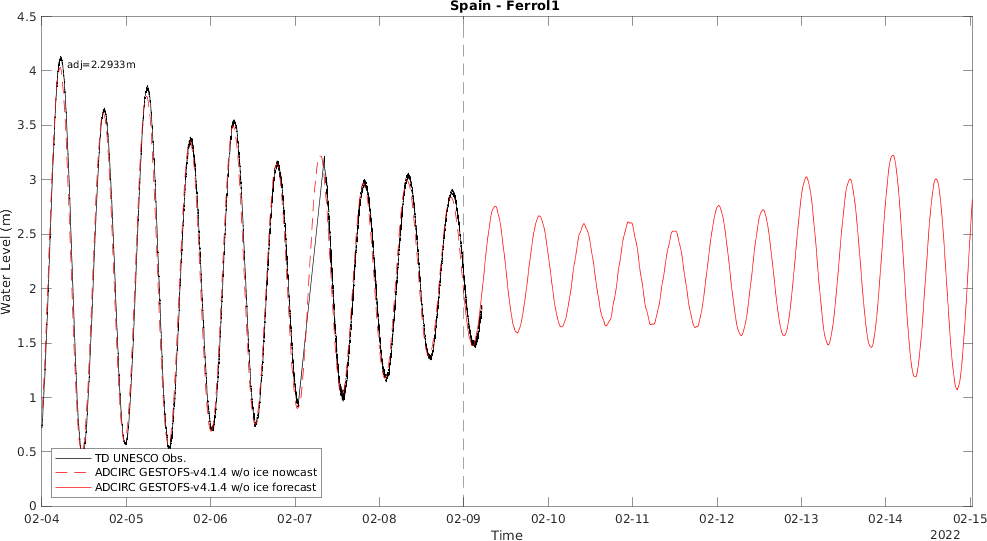 Spain - Ferrol1
adj=2.2933m
4.5
4
3.5
3
2.5
2
1.5
1
0.5
0
Water Level (m)
TD UNESCO Obs.
ADCIRC GESTOFS-v4.1.4 w/o ice nowcast
ADCIRC GESTOFS-v4.1.4 w/o ice forecast
02-04 02-05 02-06 02-07 02-08 02-09 02-10 02-11 02-12 02-13 02-14 02-15
Time
2022